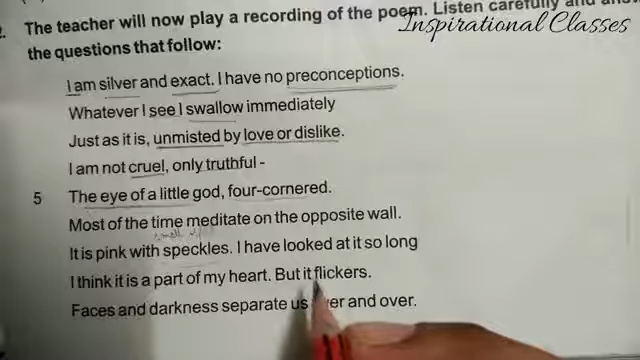 2. The teacher will now play a recording of the poem. Listen carefully and
Inspirational Classes
the questions that follow:
I am silver and exact. I have no preconceptions.
Whatever I see I swallow immediately
Just as it is, unmisted by love or dislike.
I am not cruel, only truthful -
5 The eye of a little god, four-cornered.
Most of the time meditate on the opposite wall.
It is pink with speckles. I have looked at it so long
I think it is a part of my heart. But it flickers.
Faces and darkness separate us and over.